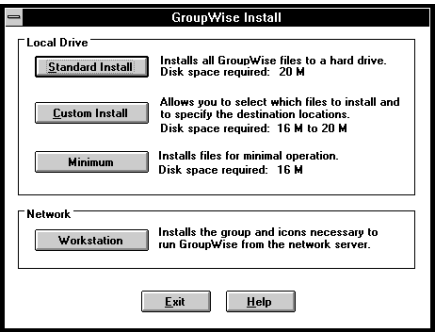 GroupWise Install
Local Drive
Standard Install
Installs all GroupWise files to a hard drive.
Disk space required: 20 M
Custom Install
Allows you to select which files to install and
to specify the destination locations.
Disk space required: 16 M to 20 M
Minimum
Installs files for minimal operation.
Disk space required: 16 M
Network
Workstation
Installs the group and icons necessary to
run GroupWise from the network server.
Exit
Help